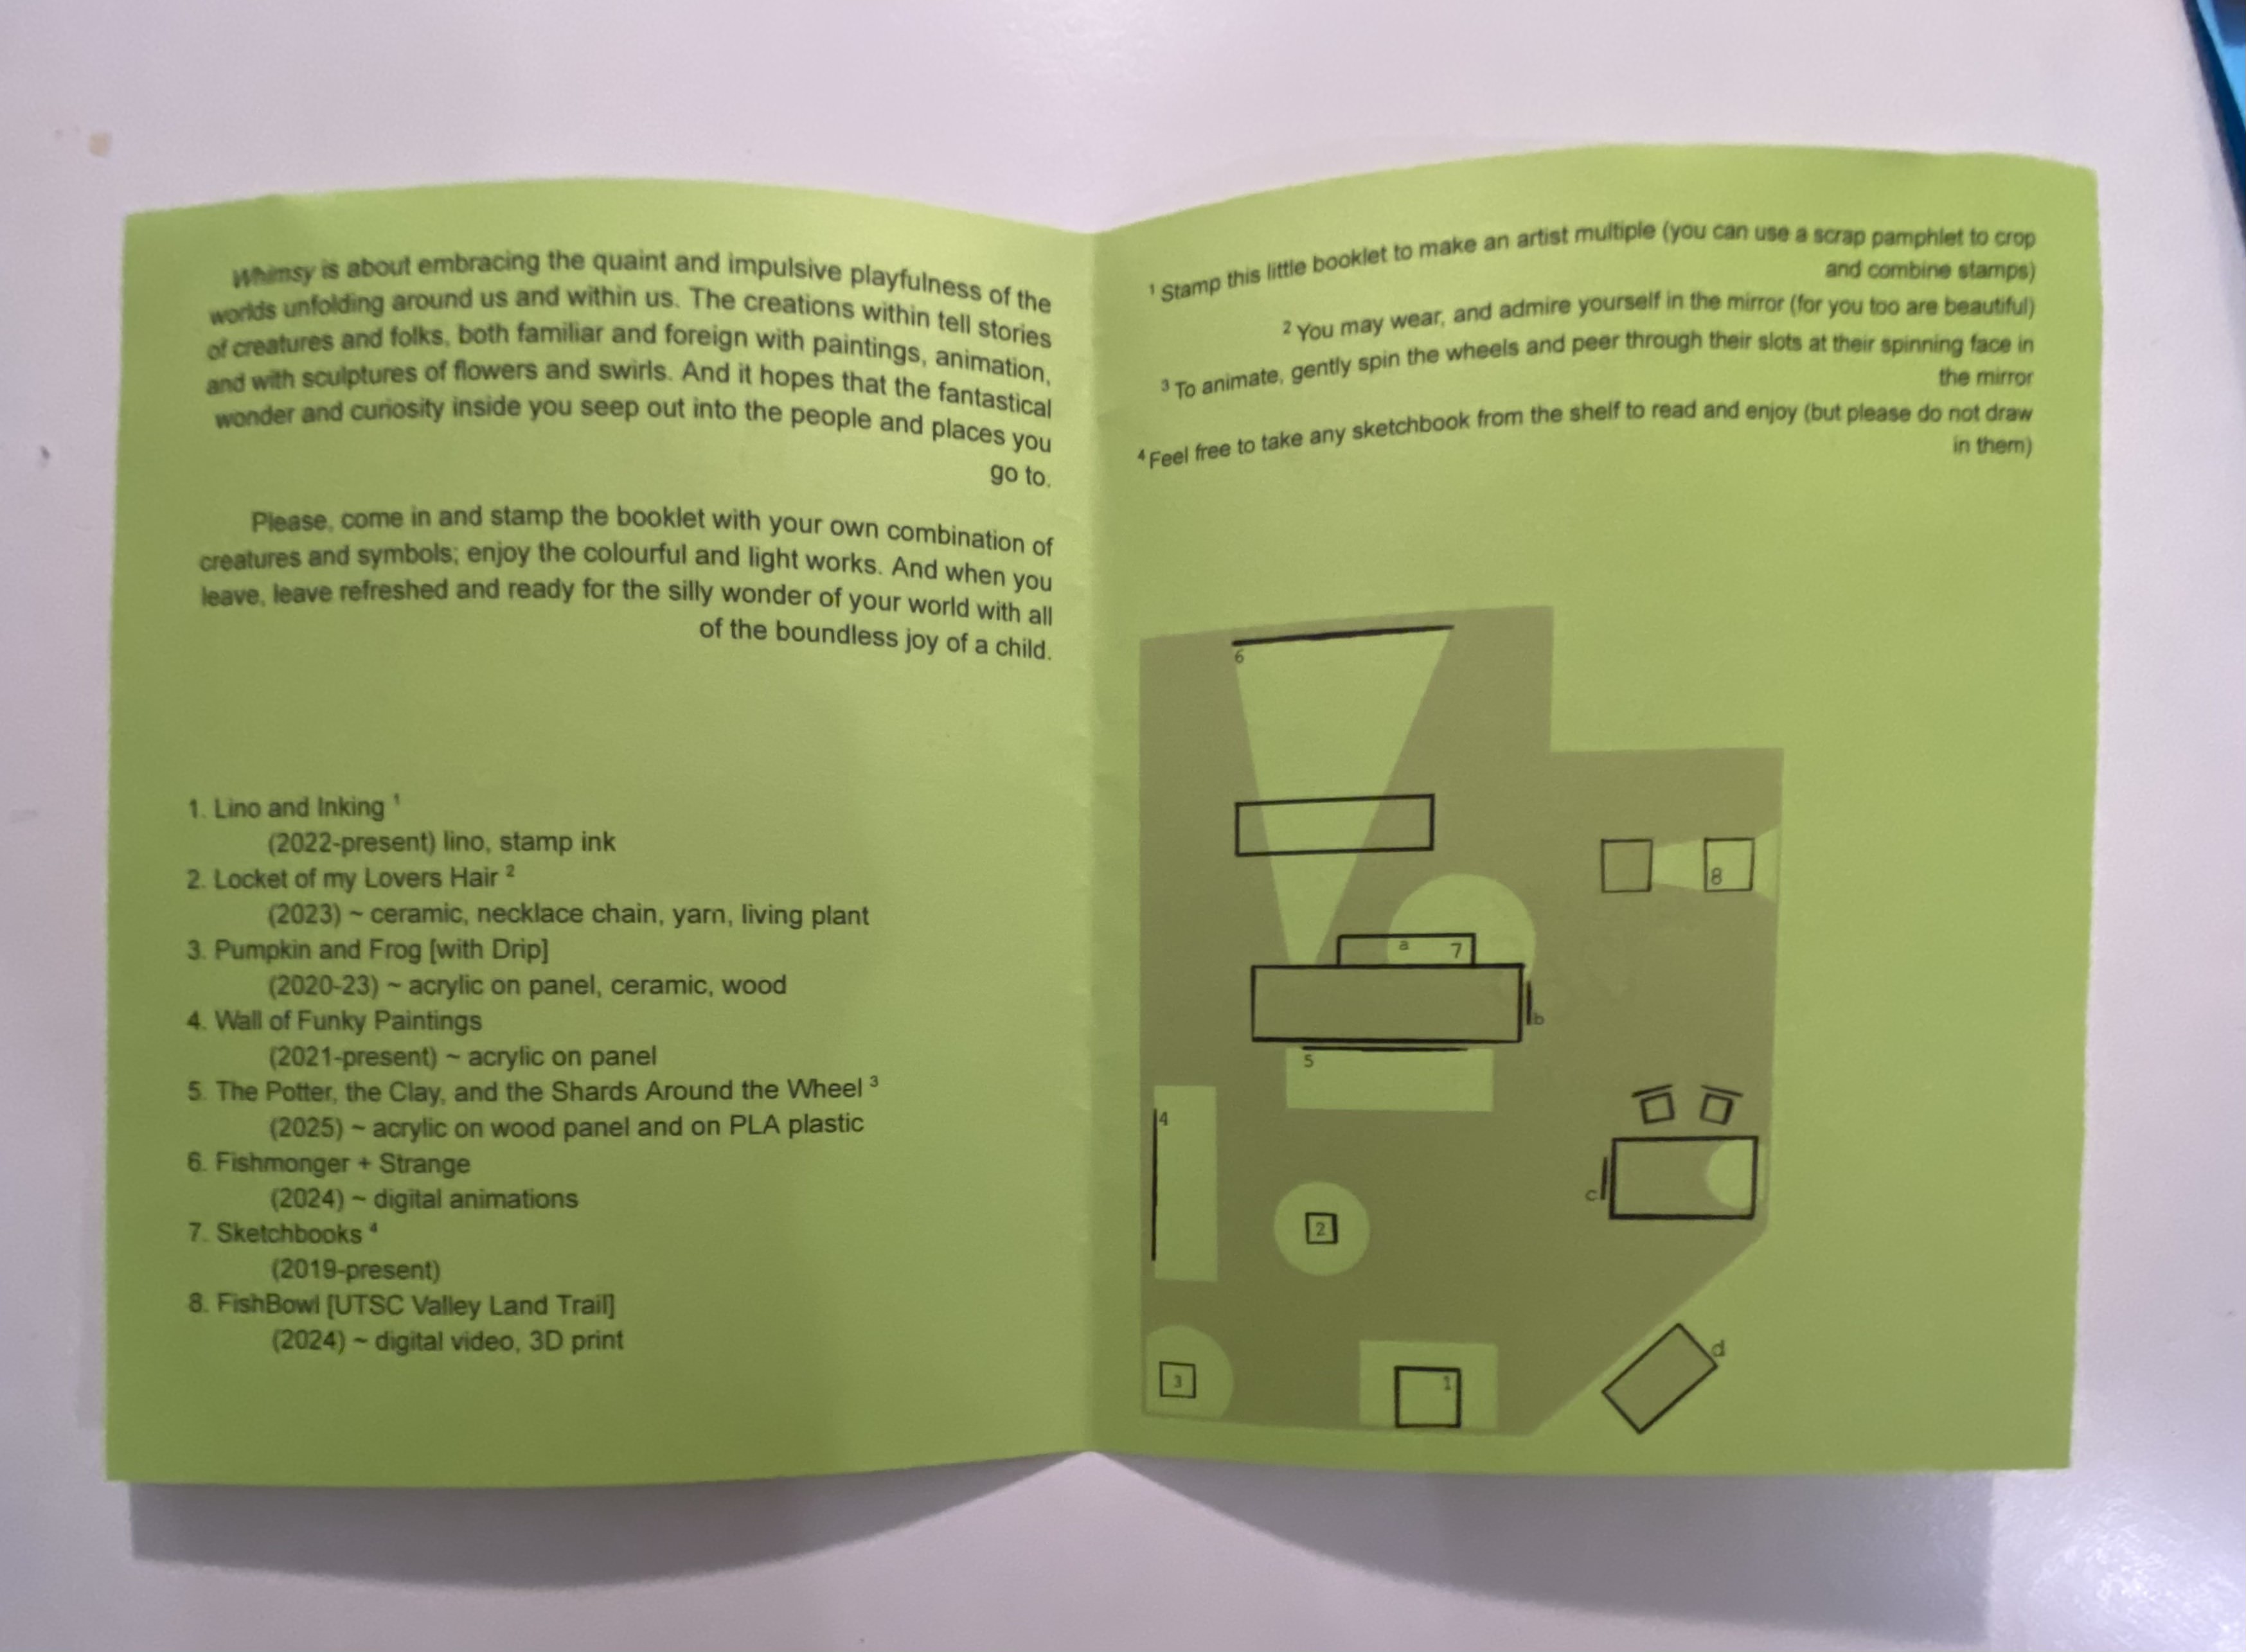 Whimsy is about embracing the quaint and impulsive playfulness of the
worlds unfolding around us and within us. The creations within tell stories
of creatures and folks, both familiar and foreign with paintings, animation,
and with sculptures of flowers and swirls. And it hopes that the fantastical
wonder and curiosity inside you seep out into the people and places you
go to.
Please, come in and stamp the booklet with your own combination of
creatures and symbols; enjoy the colourful and light works. And when you
leave, leave refreshed and ready for the silly wonder of your world with all
of the boundless joy of a child.
1. Lino and Inking ¹
(2022-present) lino, stamp ink
2. Locket of my Lovers Hair ²
(2023) ~ ceramic, necklace chain, yarn, living plant
3. Pumpkin and Frog [with Drip]
(2020-23) ~ acrylic on panel, ceramic, wood
4. Wall of Funky Paintings
(2021-present) ~ acrylic on panel
5. The Potter, the Clay, and the Shards Around the Wheel ³
(2025) ~ acrylic on wood panel and on PLA plastic
6. Fishmonger + Strange
(2024) ~ digital animations
7. Sketchbooks ⁴
(2019-present)
8. FishBowl [UTSC Valley Land Trail]
(2024) ~ digital video, 3D print
¹ Stamp this little booklet to make an artist multiple (you can use a scrap pamphlet to crop
and combine stamps)
² You may wear, and admire yourself in the mirror (for you too are beautiful)
³ To animate, gently spin the wheels and peer through their slots at their spinning face in
the mirror
⁴ Feel free to take any sketchbook from the shelf to read and enjoy (but please do not draw
in them)
6
8
a 7
b
5
4
c
2
d
3
1